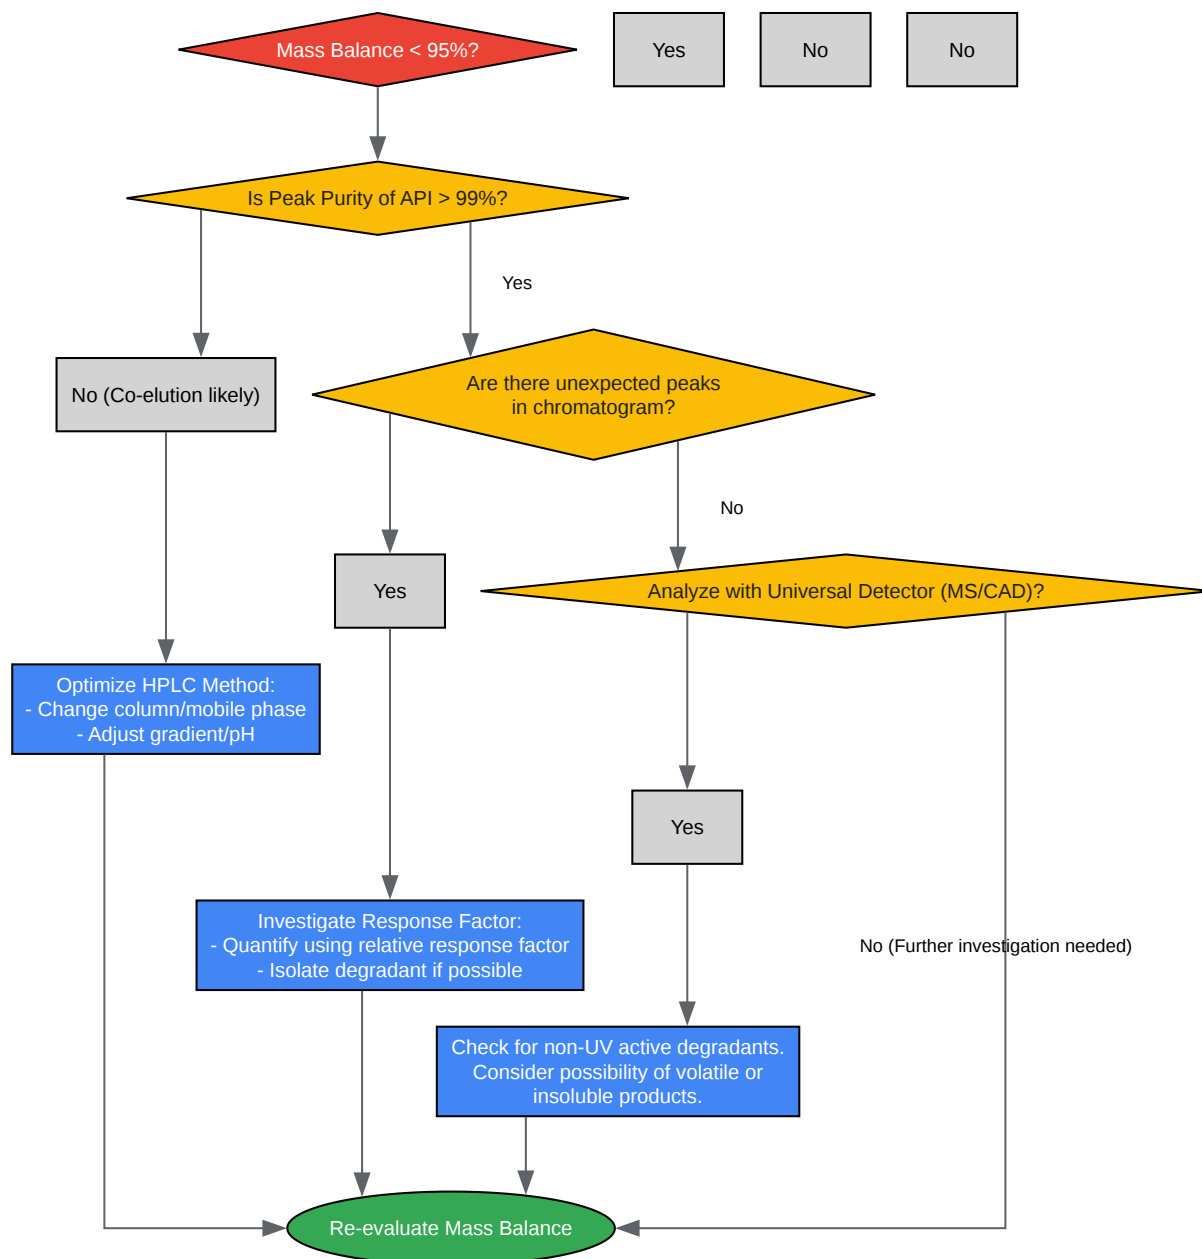 Mass Balance < 95%?
Yes
No
No
Is Peak Purity of API > 99%?
Yes
No (Co-elution likely)
Are there unexpected peaks
in chromatogram?
No
Yes
Analyze with Universal Detector (MS/CAD)?
Optimize HPLC Method:
- Change column/mobile phase
- Adjust gradient/pH
Yes
Investigate Response Factor:
- Quantify using relative response factor
- Isolate degradant if possible
No (Further investigation needed)
Check for non-UV active degradants.
Consider possibility of volatile or
insoluble products.
Re-evaluate Mass Balance